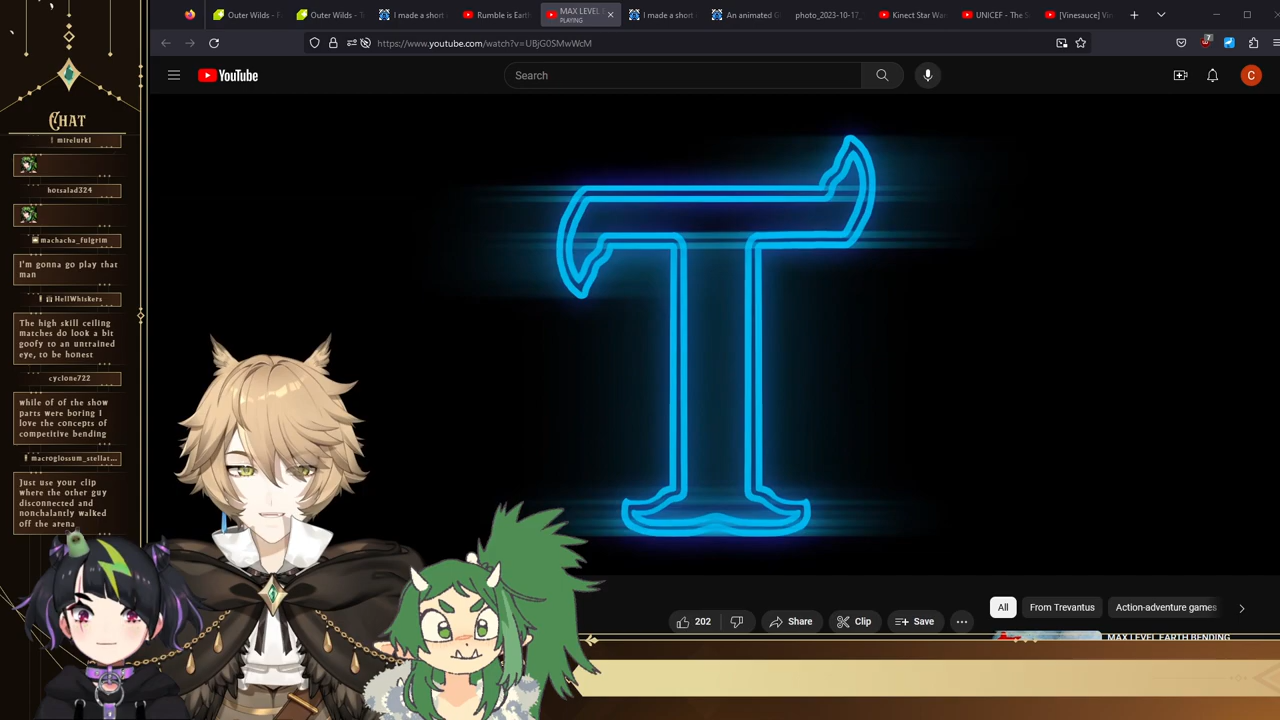 Outer Wilds - F
Outer Wilds - T
I made a short
Rumble is Earth
MAX LEVEL
PLAYING
I made a short
An animated G
photo_2023-10-17_
Kinect Star War
UNICEF - The S
[Vinesauce] Vin
https://www.youtube.com/watch?v=UBjG0SMwWcM
7
YouTube
Search
C
CHAT
mirelurkl
hotsalad324
machacha_fulgrim
I'm gonna go play that
man
HellWhiskers
The high skill ceiling
matches do look a bit
goofy to an untrained
eye, to be honest
cyclone722
while of of the show
parts were boring I
love the concepts of
competitive bending
macroglossum_stellat...
Just use your clip
where the other guy
disconnected and
nonchalantly walked
off the arena
T
202
Share
Clip
Save
All
From Trevantus
Action-adventure games
MAX LEVEL EARTH BENDING